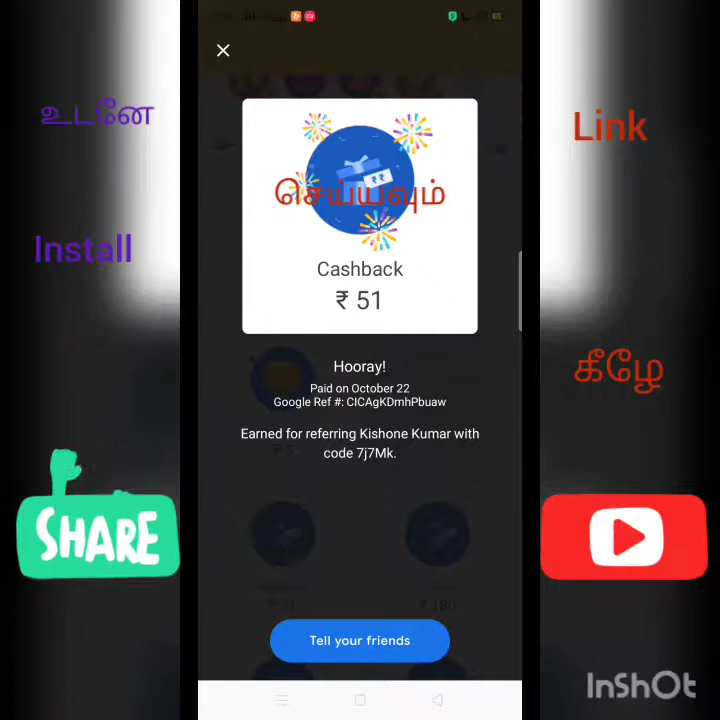 உடனே
Install
SHARE
செய்யவும்
Cashback
₹ 51
Hooray!
Paid on October 22
Google Ref #: CICAgKDmhPbuaw
Earned for referring Kishone Kumar with
code 7j7Mk.
Tell your friends
Link
கீழே
InShOt